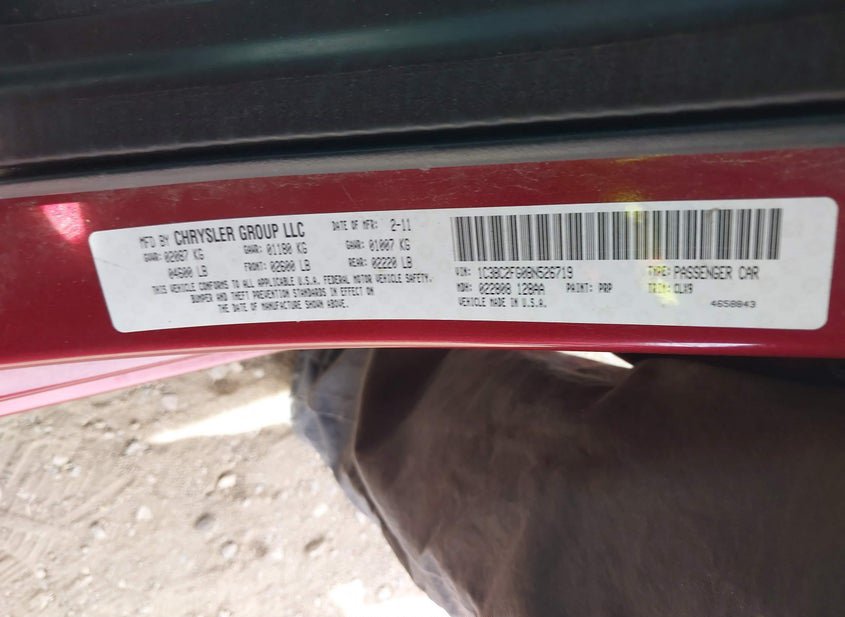 MFD BY CHRYSLER GROUP LLC DATE OF MFR: 2-11
GVWR: 02087 KG GAWR: 01180 KG GAWR: 01007 KG
04600 LB FRONT: 02600 LB REAR: 02220 LB
THIS VEHICLE CONFORMS TO ALL APPLICABLE U.S.A. FEDERAL MOTOR VEHICLE SAFETY,
BUMPER AND THEFT PREVENTION STANDARDS IN EFFECT ON
THE DATE OF MANUFACTURE SHOWN ABOVE.
VIN: 1C3BC2FG0BN526719 TYPE: PASSENGER CAR
MDH: 022808 128AA PAINT: PRP TRIM: CLX9
VEHICLE MADE IN U.S.A. 4658843